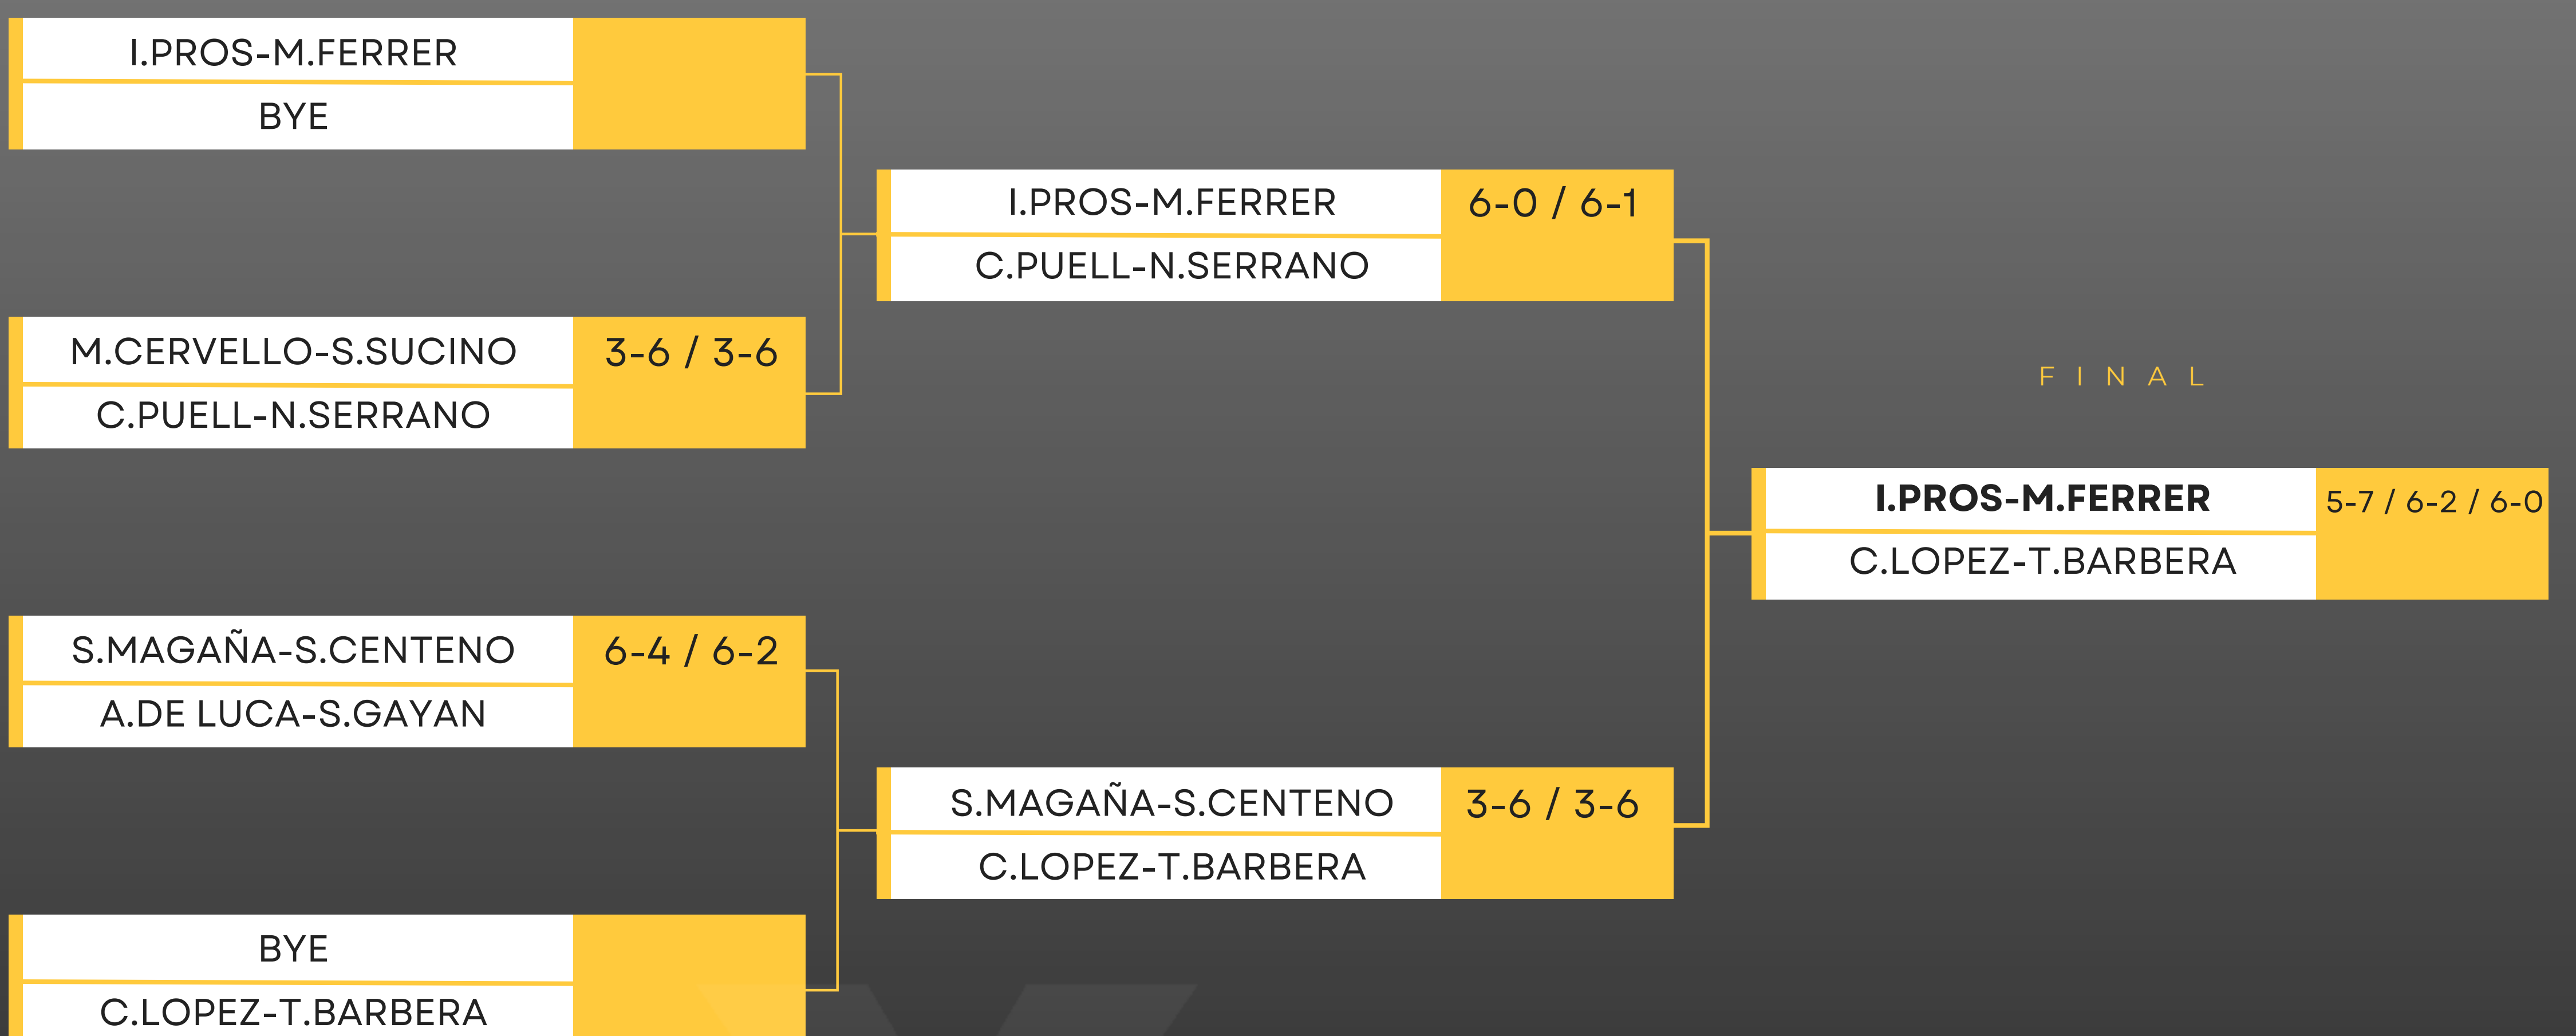 I.PROS-M.FERRER
BYE
M.CERVELLO-S.SUCINO 3-6 / 3-6
C.PUELL-N.SERRANO
S.MAGAÑA-S.CENTENO 6-4 / 6-2
A.DE LUCA-S.GAYAN
BYE
C.LOPEZ-T.BARBERA
I.PROS-M.FERRER 6-0 / 6-1
C.PUELL-N.SERRANO
S.MAGAÑA-S.CENTENO 3-6 / 3-6
C.LOPEZ-T.BARBERA
FINAL
I.PROS-M.FERRER 5-7 / 6-2 / 6-0
C.LOPEZ-T.BARBERA